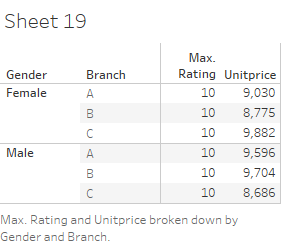 Sheet 19
Max.
Gender Branch Rating Unitprice
Female A 10 9,030
B 10 8,775
C 10 9,882
Male A 10 9,596
B 10 9,704
C 10 8,686
Max. Rating and Unitprice broken down by
Gender and Branch.